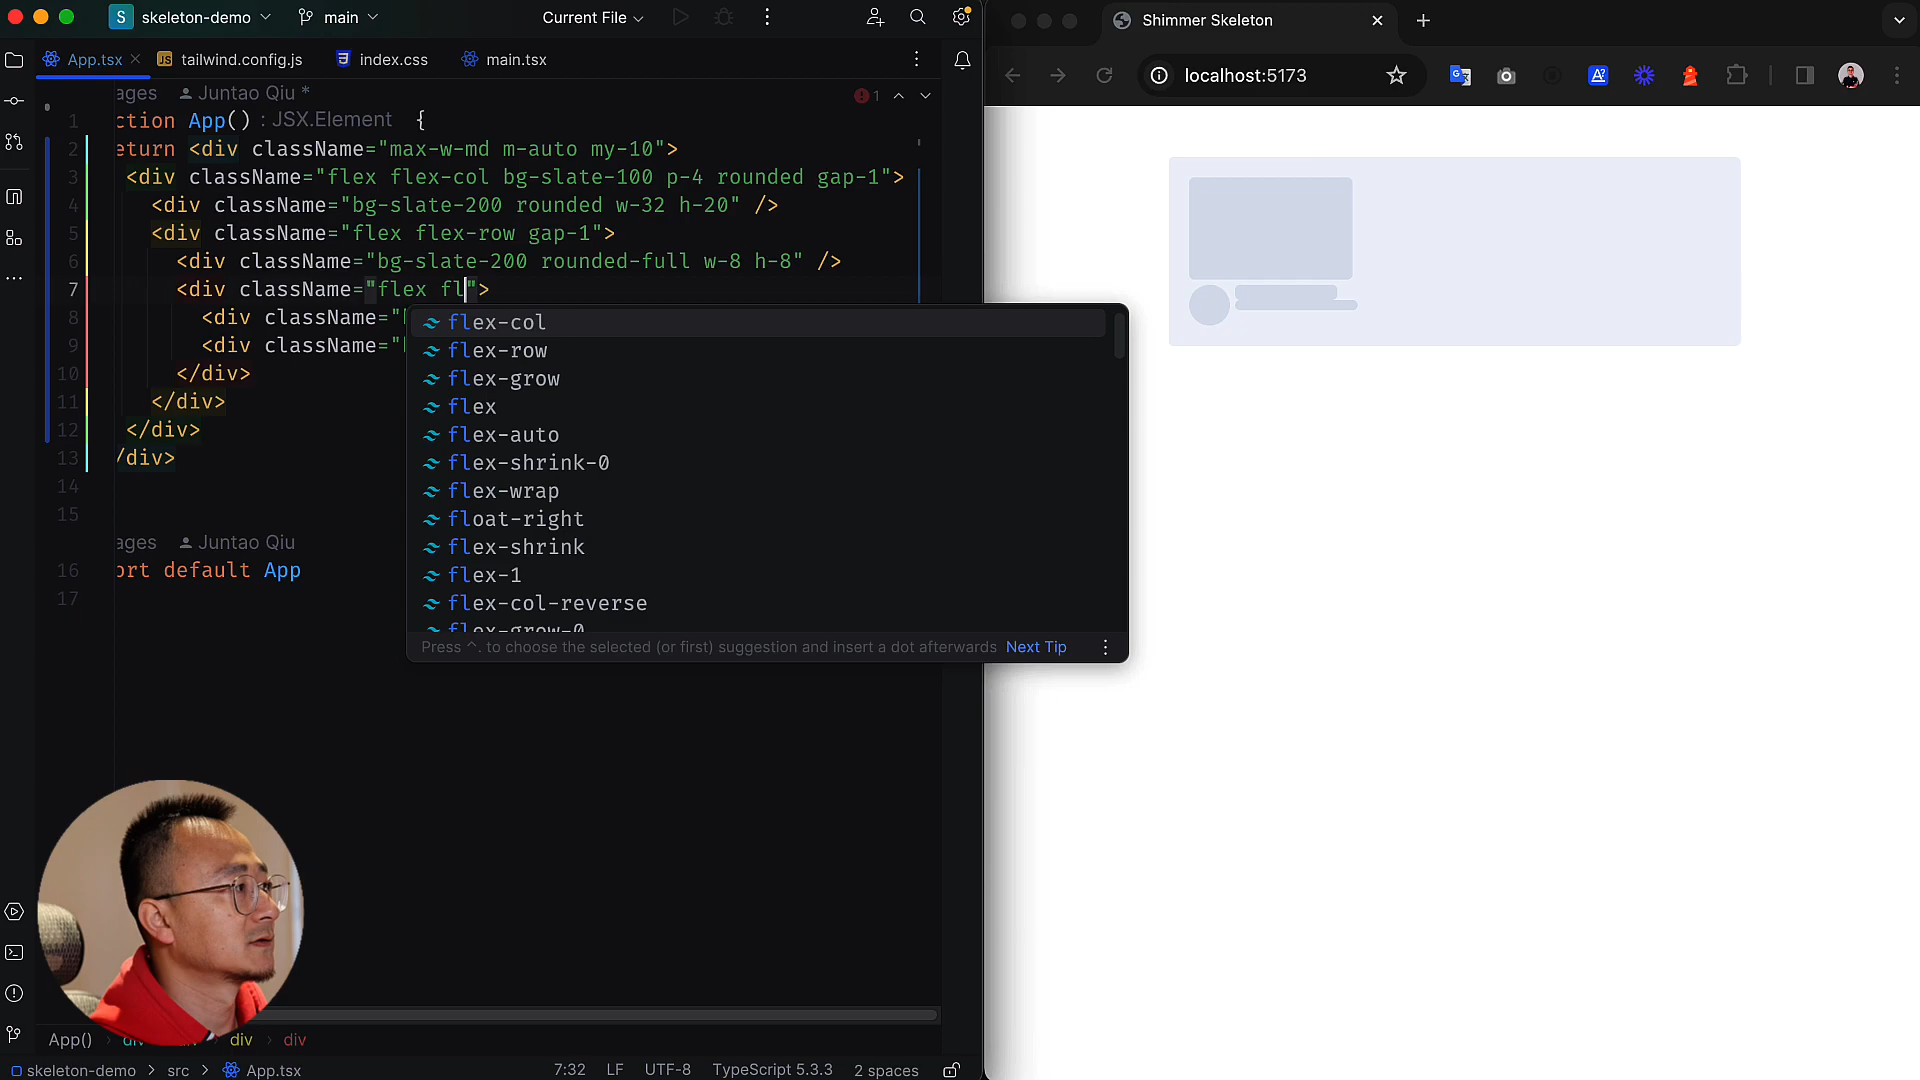 S skeleton-demo main Current File
App.tsx tailwind.config.js index.css main.tsx
ages Juntao Qiu *
1
1 ction App() : JSX.Element {
2 eturn <div className="max-w-md m-auto my-10">
3 <div className="flex flex-col bg-slate-100 p-4 rounded gap-1">
4 <div className="bg-slate-200 rounded w-32 h-20" />
5 <div className="flex flex-row gap-1">
6 <div className="bg-slate-200 rounded-full w-8 h-8" />
7 <div className="flex fl">
8 <div className="
9 <div className="
10 </div>
11 </div>
12 </div>
13 /div>
14
15
ages Juntao Qiu
16 ort default App
17
flex-col
flex-row
flex-grow
flex
flex-auto
flex-shrink-0
flex-wrap
float-right
flex-shrink
flex-1
flex-col-reverse
flex-grow-0
Press ^. to choose the selected (or first) suggestion and insert a dot afterwards Next Tip
App() div div div
skeleton-demo > src > App.tsx 7:32 LF UTF-8 TypeScript 5.3.3 2 spaces
Shimmer Skeleton
localhost:5173